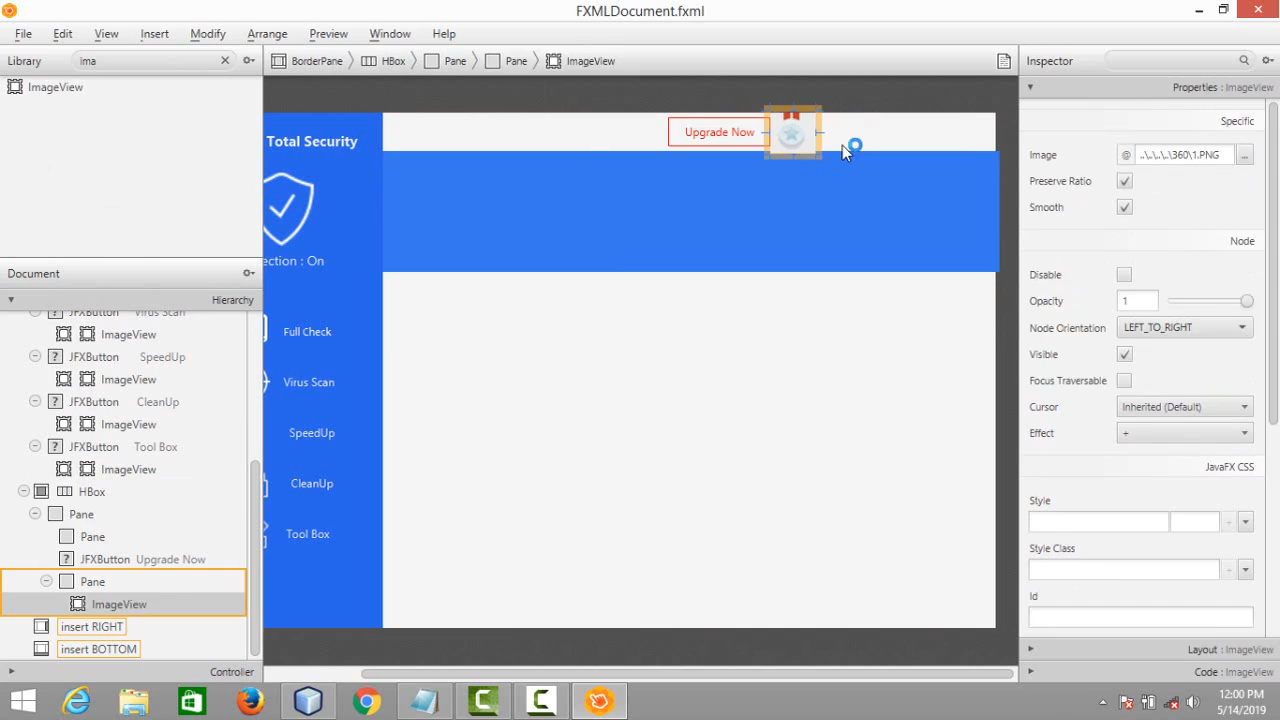 FXMLDocument.fxml
File Edit View Insert Modify Arrange Preview Window Help
Library ima
BorderPane HBox Pane Pane ImageView
Inspector
ImageView
Properties : ImageView
Upgrade Now
Specific
Total Security
Image @ ..\..\..\..\360\1.PNG ...
Preserve Ratio
Smooth
Node
ection : On
Document
Disable
Hierarchy
Opacity 1
Virus Scan
Node Orientation LEFT_TO_RIGHT
ImageView
Full Check
JFXButton SpeedUp
Visible
ImageView
Virus Scan
Focus Traversable
JFXButton CleanUp
Cursor Inherited (Default)
ImageView
SpeedUp
Effect +
JFXButton Tool Box
ImageView
JavaFX CSS
HBox
CleanUp
Style
Pane
Pane
Tool Box
Style Class
JFXButton Upgrade Now
Pane
Id
ImageView
insert RIGHT
insert BOTTOM
Layout : ImageView
Controller
Code : ImageView
12:00 PM
5/14/2019